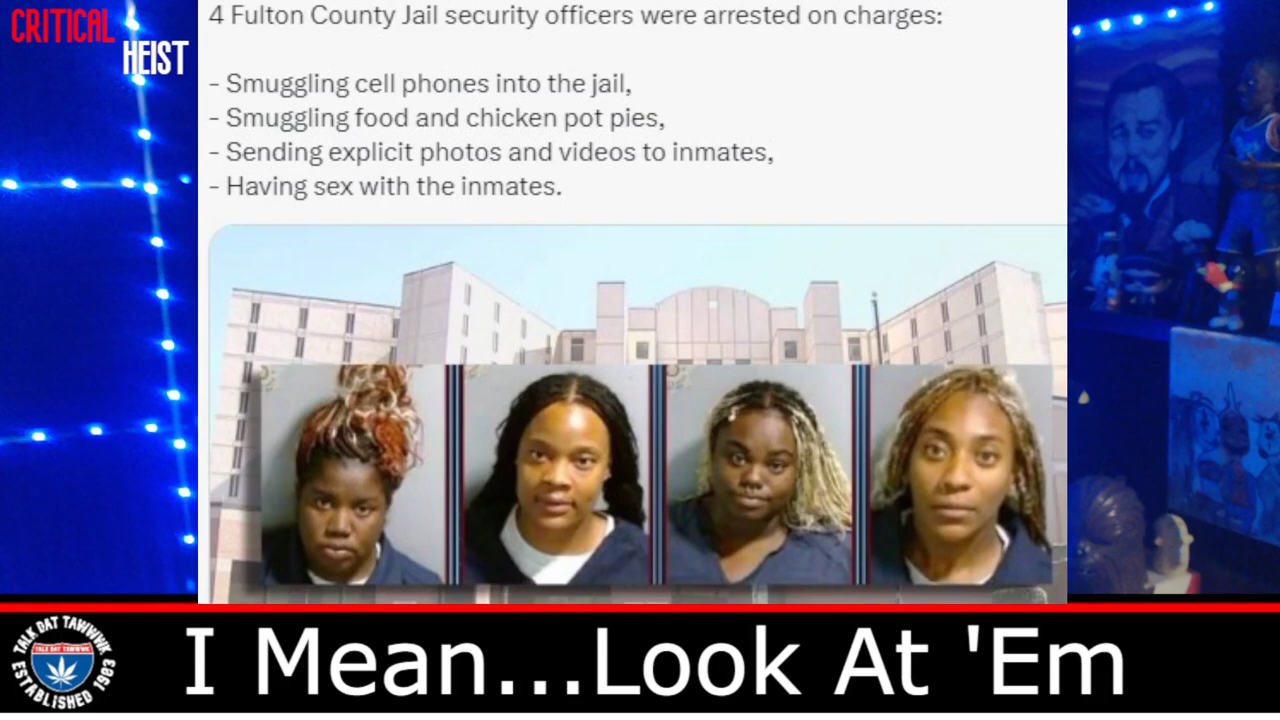 CRITICAL
HEIST
4 Fulton County Jail security officers were arrested on charges:
- Smuggling cell phones into the jail,
- Smuggling food and chicken pot pies,
- Sending explicit photos and videos to inmates,
- Having sex with the inmates.
TALK DAT TAWWWK
TALK DAT TAWWWK
ESTABLISHED 1983
I Mean...Look At 'Em